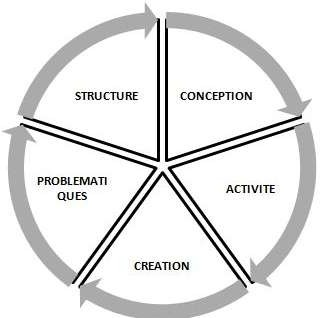 STRUCTURE
CONCEPTION
PROBLEMATI
QUES
ACTIVITE
CREATION